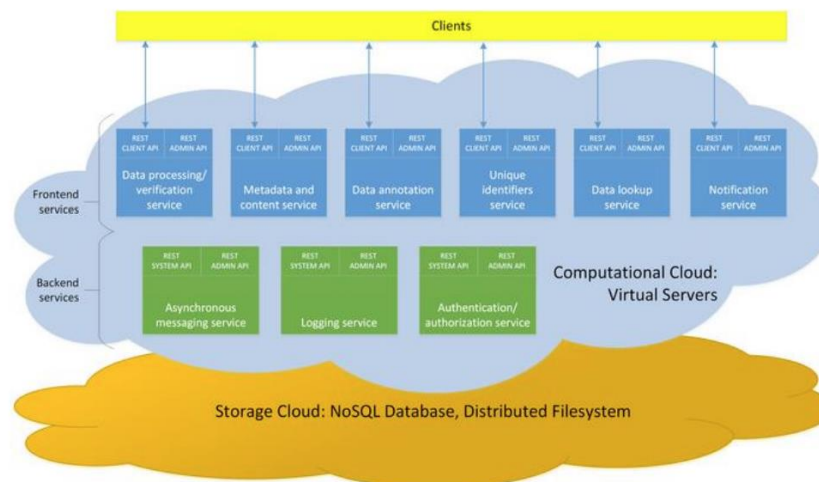 Clients
REST CLIENT API
REST ADMIN API
Data processing/
verification
service
REST CLIENT API
REST ADMIN API
Metadata and
content service
REST CLIENT API
REST ADMIN API
Data annotation
service
REST CLIENT API
REST ADMIN API
Unique
identifiers
service
REST CLIENT API
REST ADMIN API
Data lookup
service
REST CLIENT API
REST ADMIN API
Notification
service
Frontend
services
Backend
services
REST SYSTEM API
REST ADMIN API
Asynchronous
messaging service
REST SYSTEM API
REST ADMIN API
Logging service
REST SYSTEM API
REST ADMIN API
Authentication/
authorization service
Computational Cloud:
Virtual Servers
Storage Cloud: NoSQL Database, Distributed Filesystem